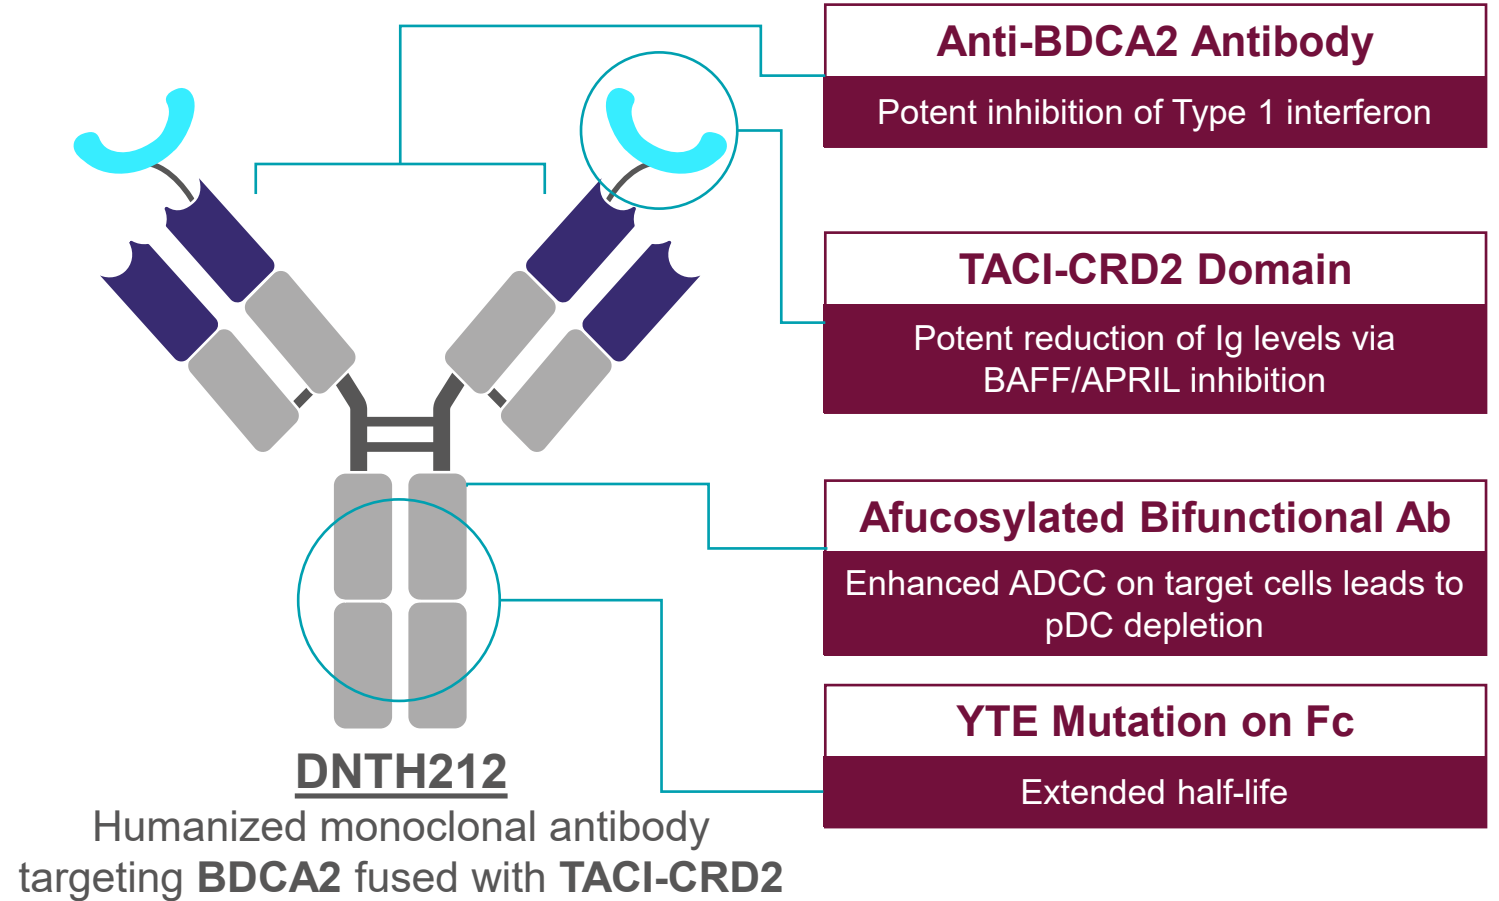 Anti-BDCA2 Antibody
Potent inhibition of Type 1 interferon
TACI-CRD2 Domain
Potent reduction of Ig levels via
BAFF/APRIL inhibition
Afucosylated Bifunctional Ab
Enhanced ADCC on target cells leads to
pDC depletion
YTE Mutation on Fc
Extended half-life
DNTH212
Humanized monoclonal antibody
targeting BDCA2 fused with TACI-CRD2